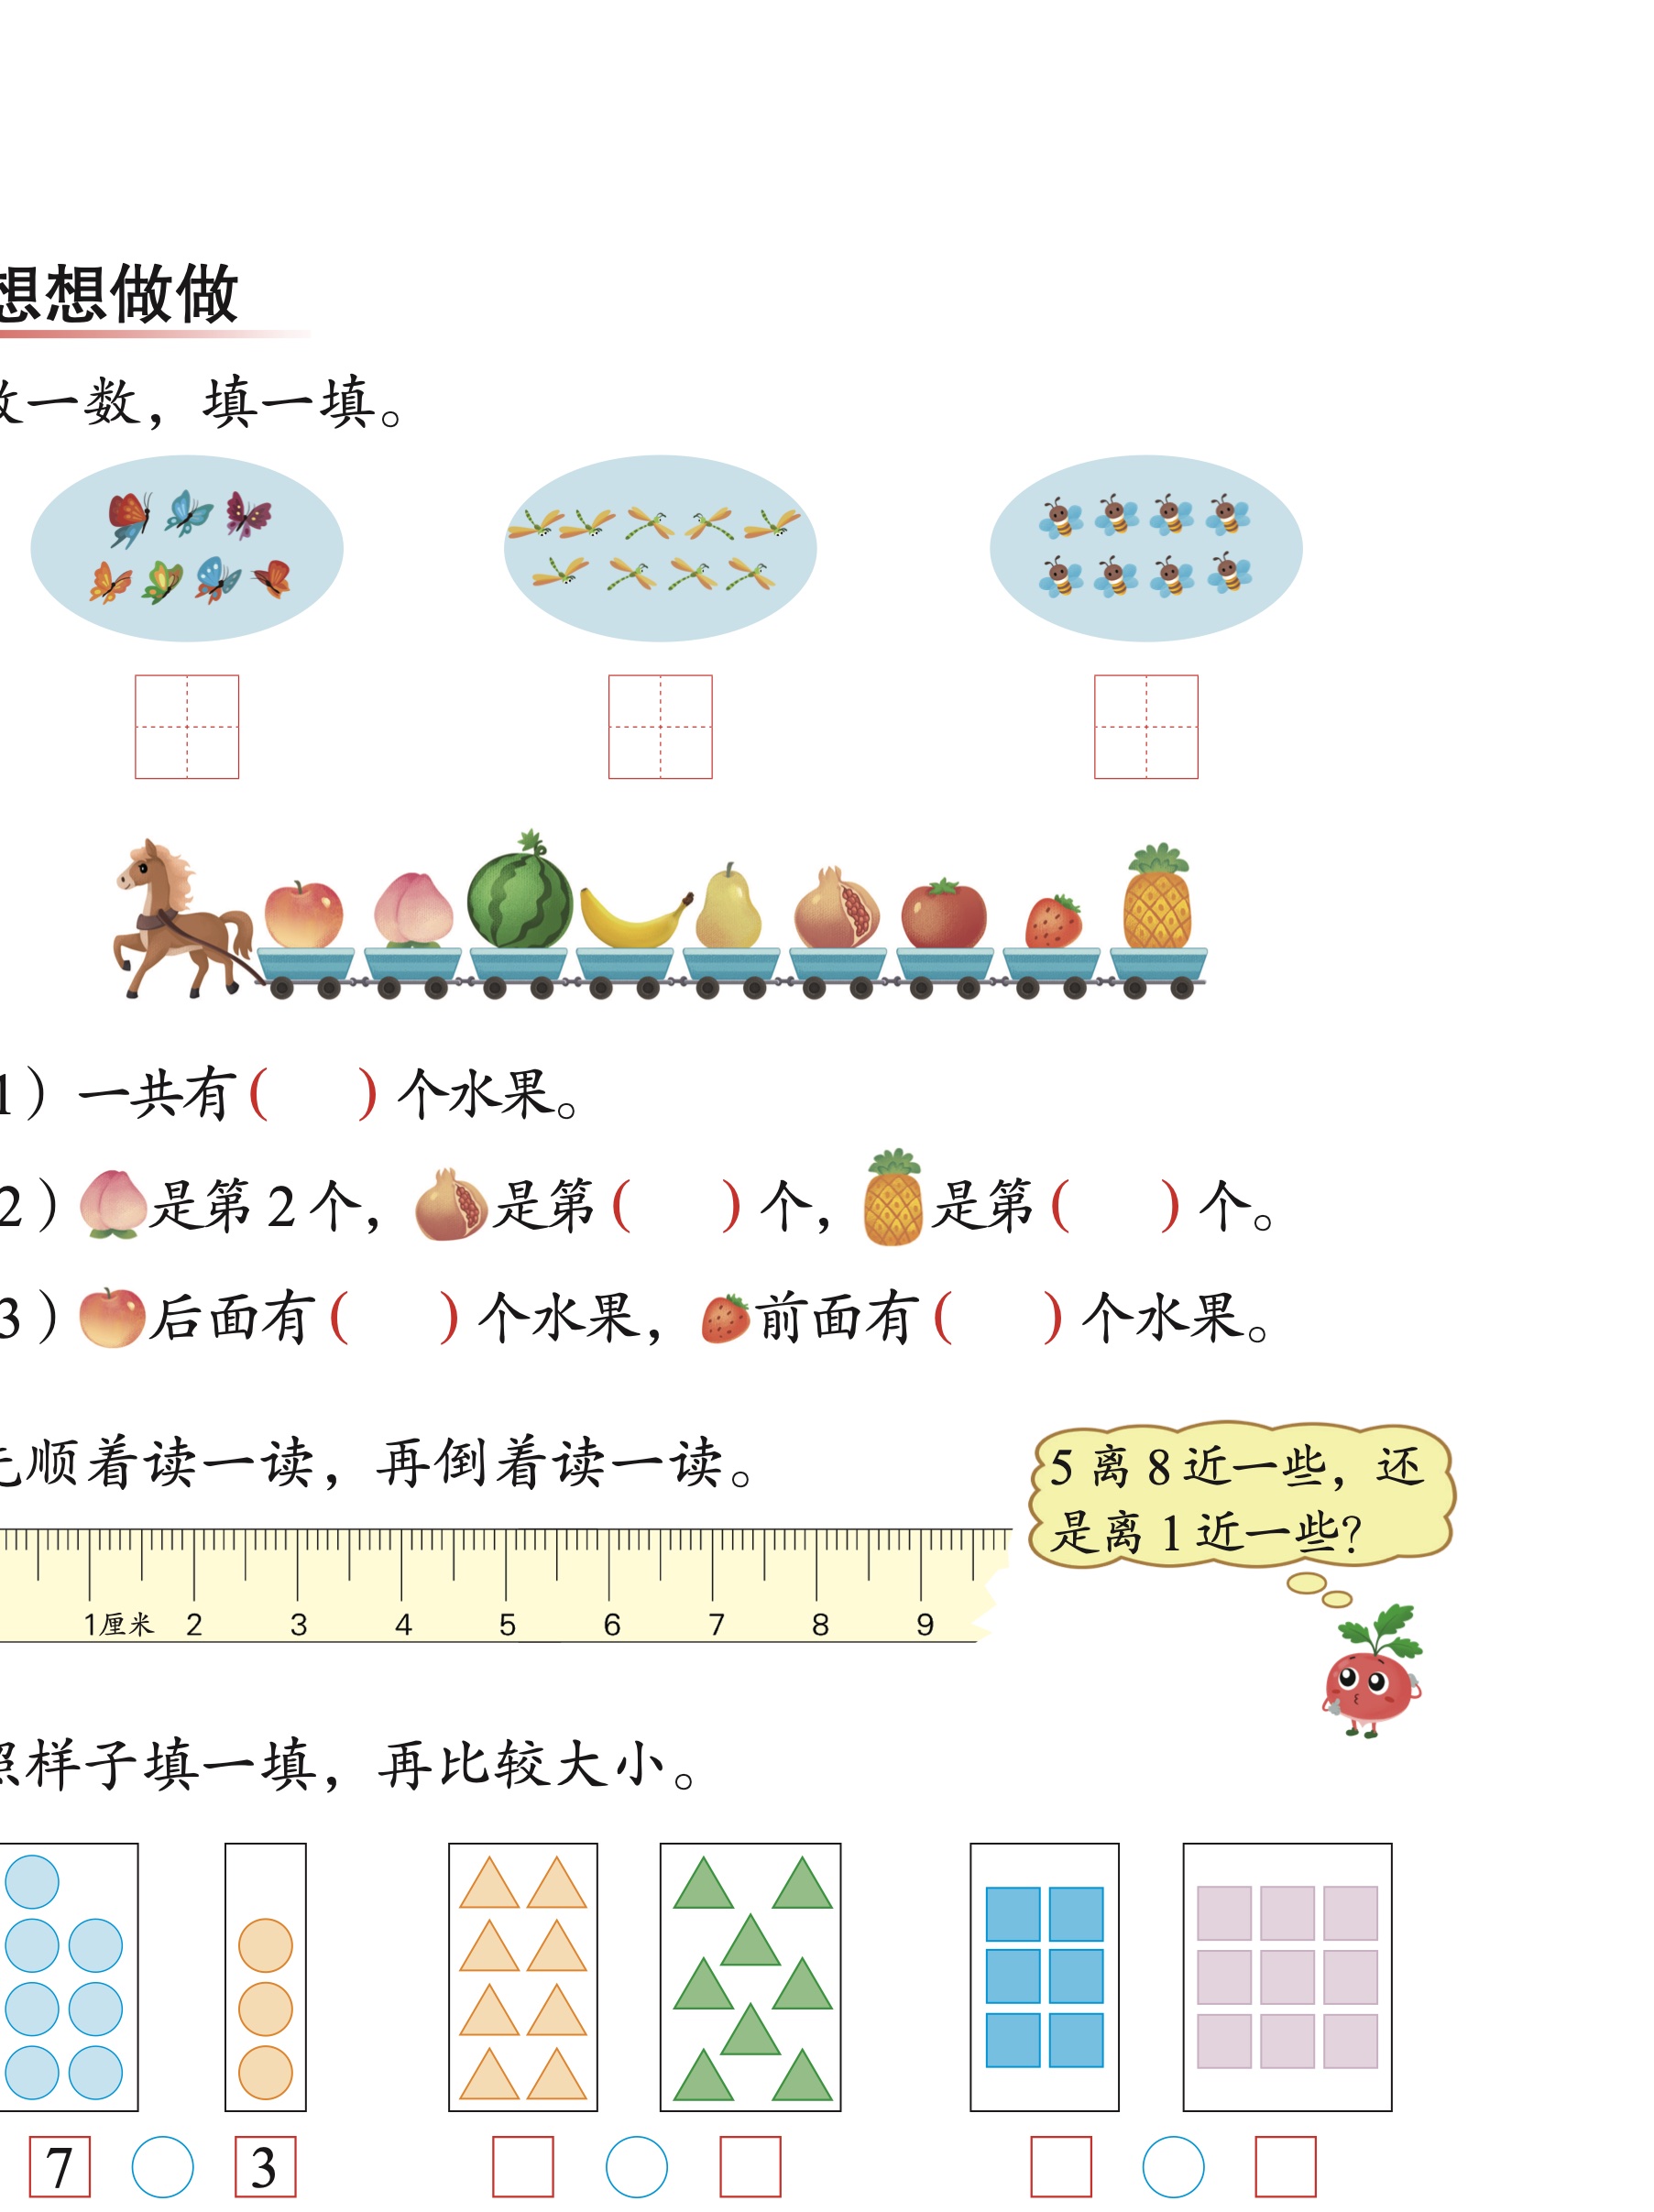 想想做做
数一数，填一填。
1）一共有(    )个水果。
2）是第2个，是第(    )个，是第(    )个。
3）后面有(    )个水果，前面有(    )个水果。
先顺着读一读，再倒着读一读。
5 离 8 近一些，还
是离 1 近一些？
1厘米 2 3 4 5 6 7 8 9
照样子填一填，再比较大小。
7 3